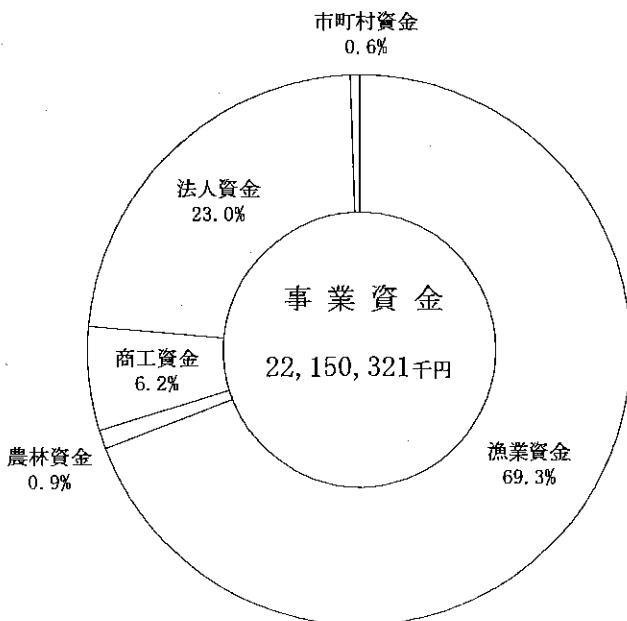 市町村資金
0.6%
法人資金
23.0%
事業資金
22,150,321千円
商工資金
6.2%
農林資金
0.9%
漁業資金
69.3%